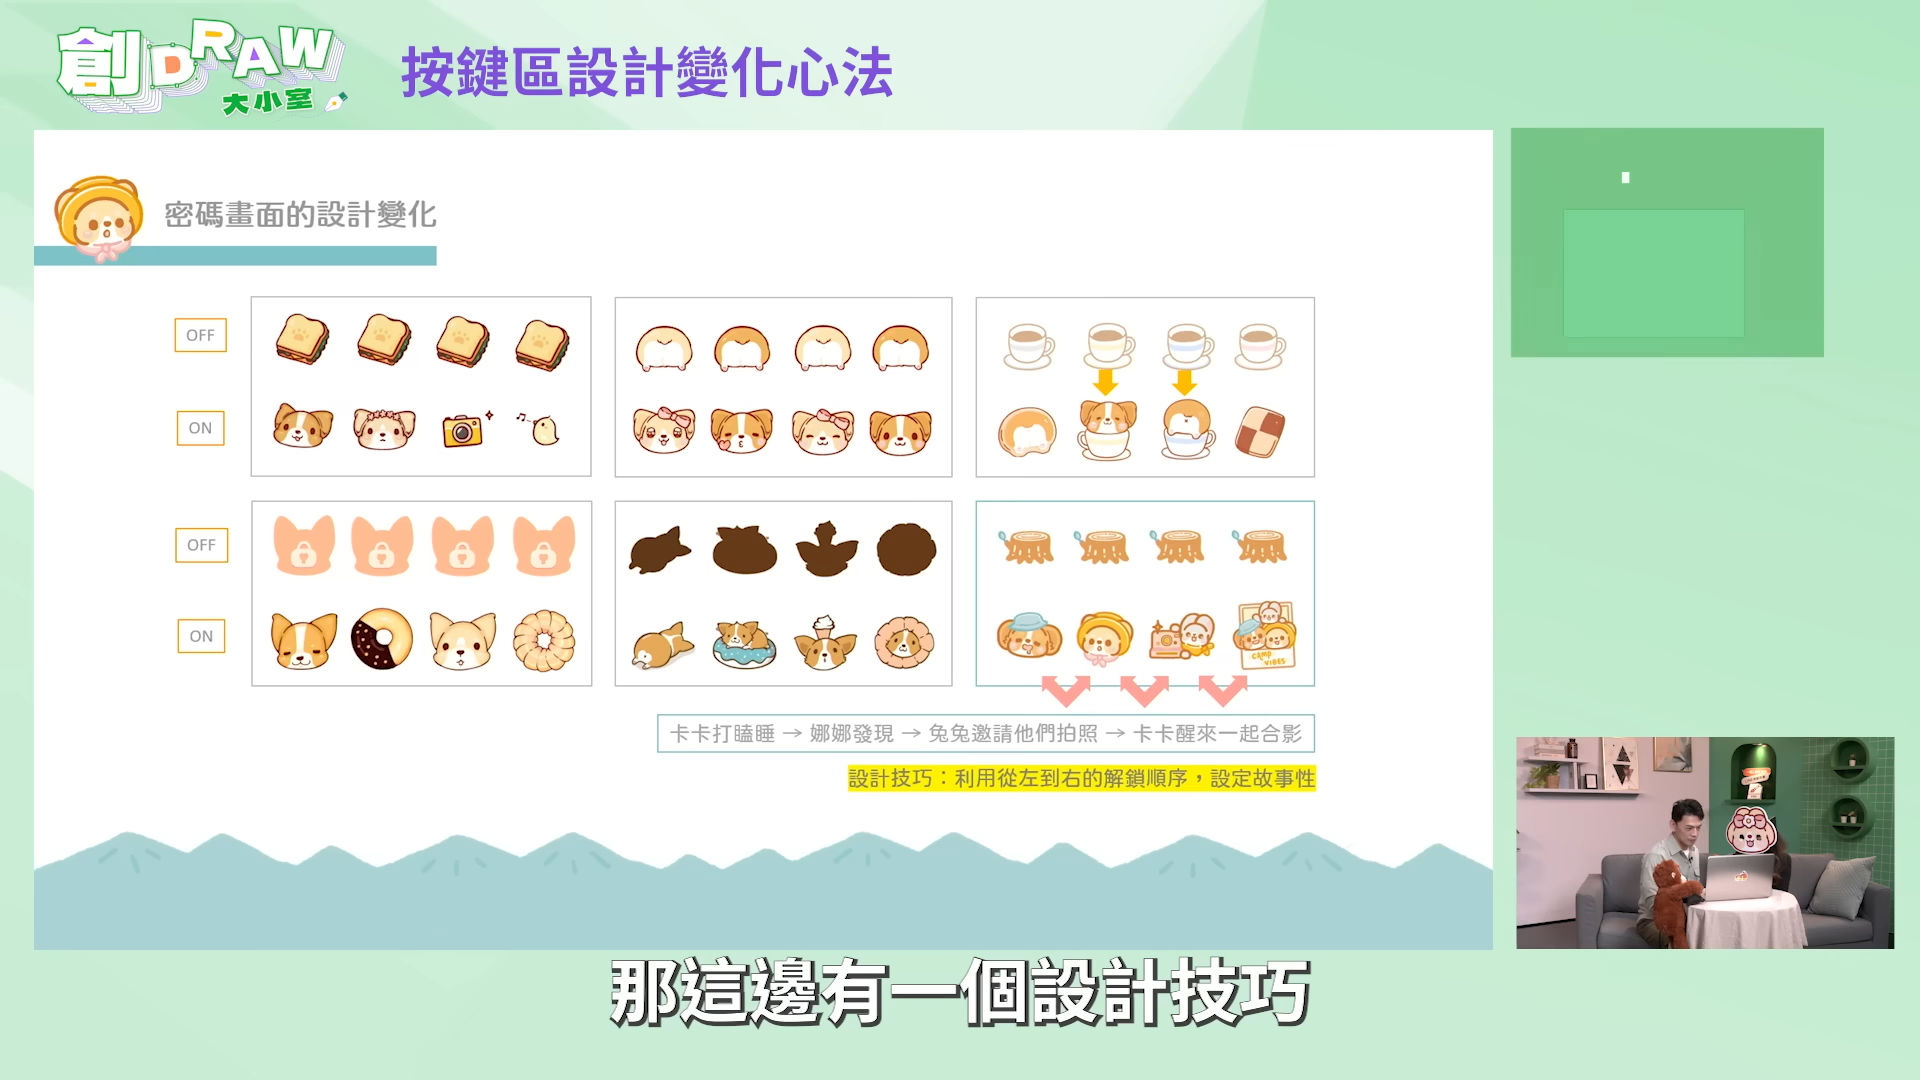 創DRAW
大小室
按鍵區設計變化心法
密碼畫面的設計變化
OFF
ON
OFF
ON
camp
VIBES
卡卡打瞌睡 → 娜娜發現 → 兔兔邀請他們拍照 → 卡卡醒來一起合影
設計技巧：利用從左到右的解鎖順序，設定故事性
那這邊有一個設計技巧